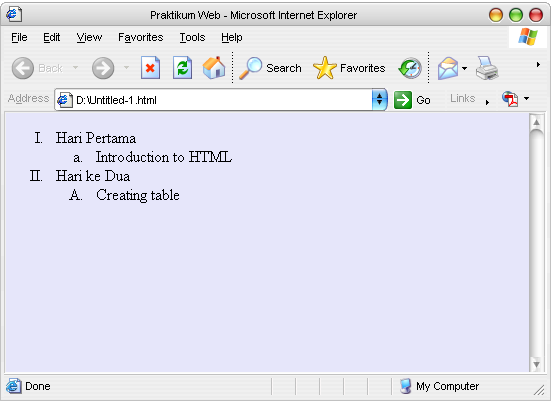 Praktikum Web - Microsoft Internet Explorer
File Edit View Favorites Tools Help
Back Search Favorites
Address D:\Untitled-1.html Go Links
I. Hari Pertama
a. Introduction to HTML
II. Hari ke Dua
A. Creating table
Done My Computer